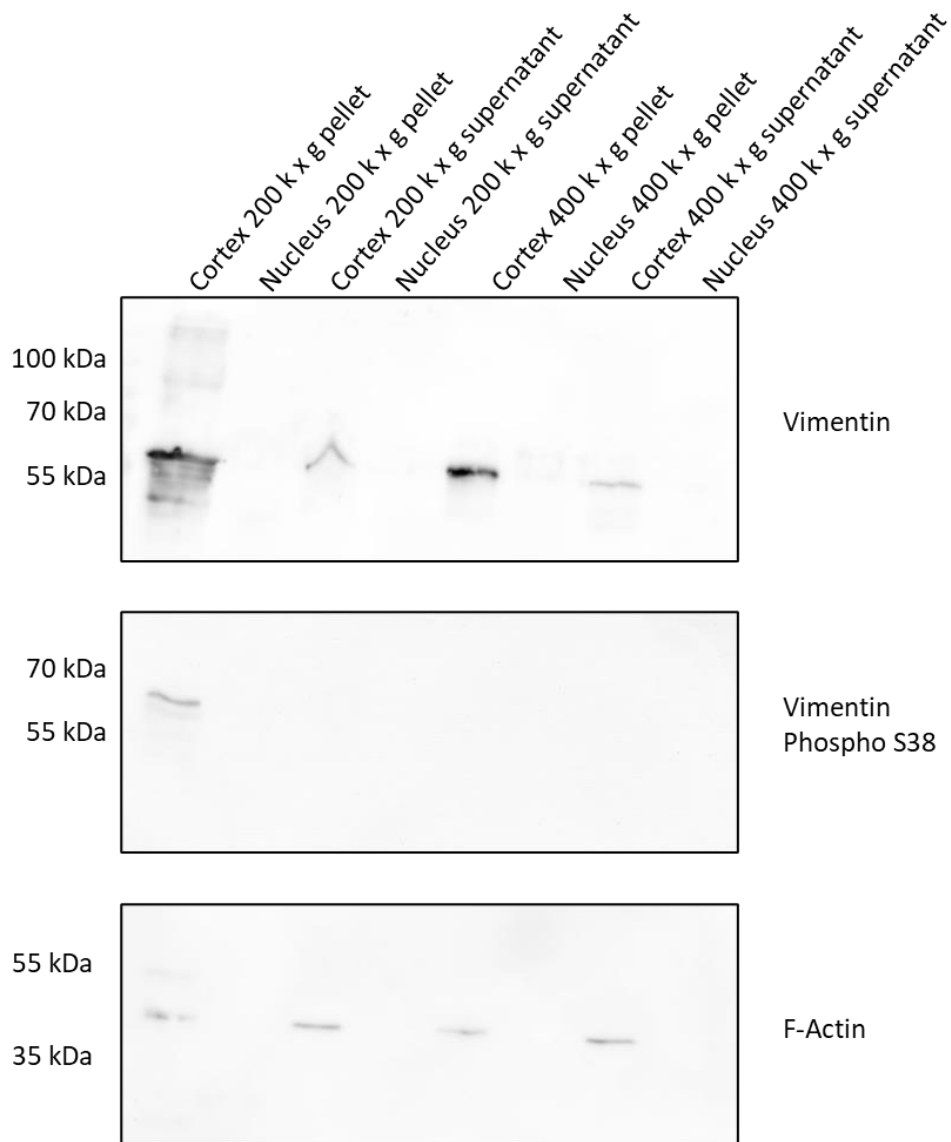 Cortex 200 k x g pellet
Nucleus 200 k x g pellet
Cortex 200 k x g supernatant
Nucleus 200 k x g supernatant
Cortex 400 k x g pellet
Nucleus 400 k x g pellet
Cortex 400 k x g supernatant
Nucleus 400 k x g supernatant
100 kDa
70 kDa
55 kDa
Vimentin
70 kDa
55 kDa
Vimentin
Phospho S38
55 kDa
35 kDa
F-Actin